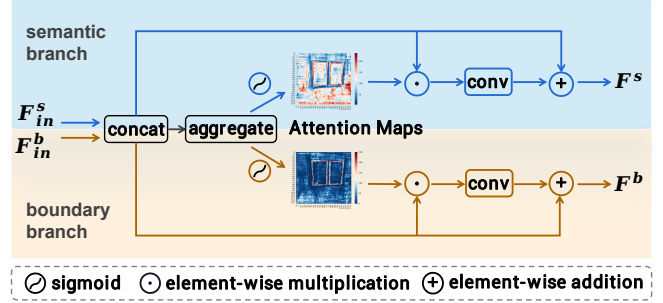 semantic
branch
F^s_in
F^b_in
concat
aggregate
Attention Maps
conv
F^s
conv
F^b
boundary
branch
sigmoid
element-wise multiplication
element-wise addition